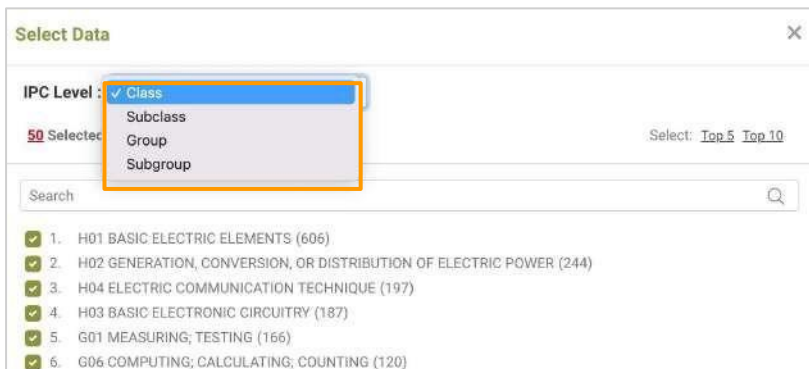 Select Data ×
IPC Level : ✓ Class
Subclass
50 Selected
Group
Select: Top 5 Top 10
Subgroup
Search
1. H01 BASIC ELECTRIC ELEMENTS (606)
2. H02 GENERATION, CONVERSION, OR DISTRIBUTION OF ELECTRIC POWER (244)
3. H04 ELECTRIC COMMUNICATION TECHNIQUE (197)
4. H03 BASIC ELECTRONIC CIRCUITRY (187)
5. G01 MEASURING; TESTING (166)
6. G06 COMPUTING; CALCULATING; COUNTING (120)